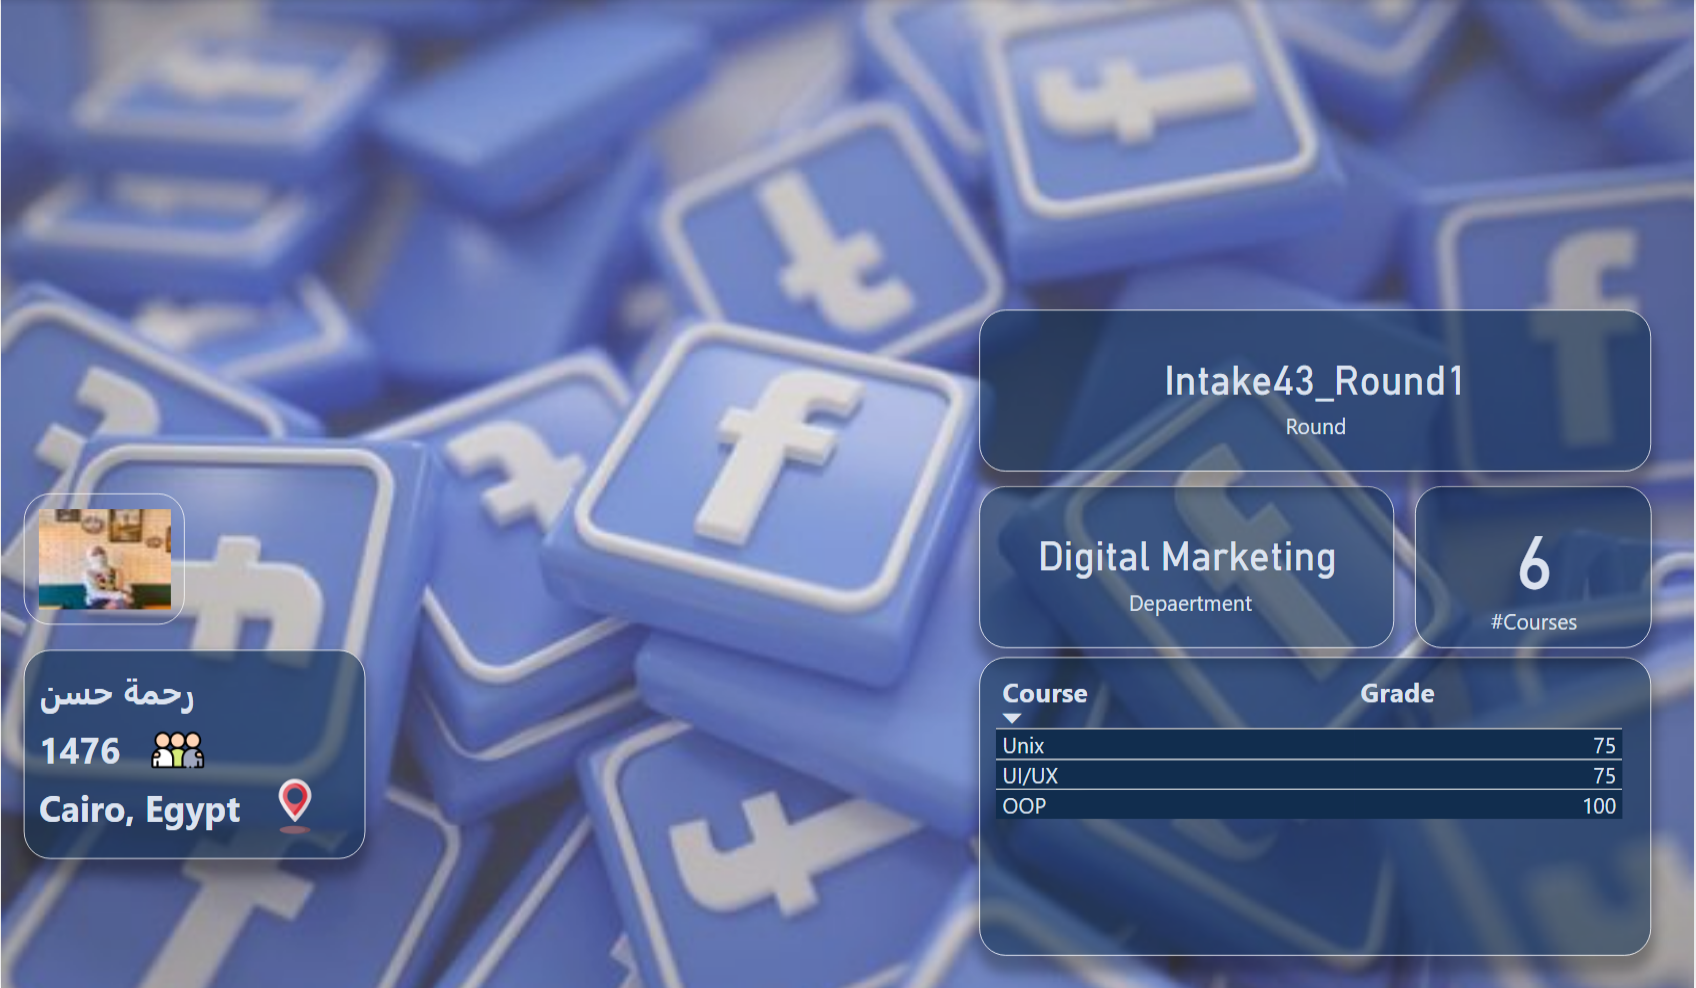 رحمة حسن
1476
Cairo, Egypt
Intake43_Round1
Round
Digital Marketing
Depaertment
6
#Courses
Course Grade
Unix 75
UI/UX 75
OOP 100